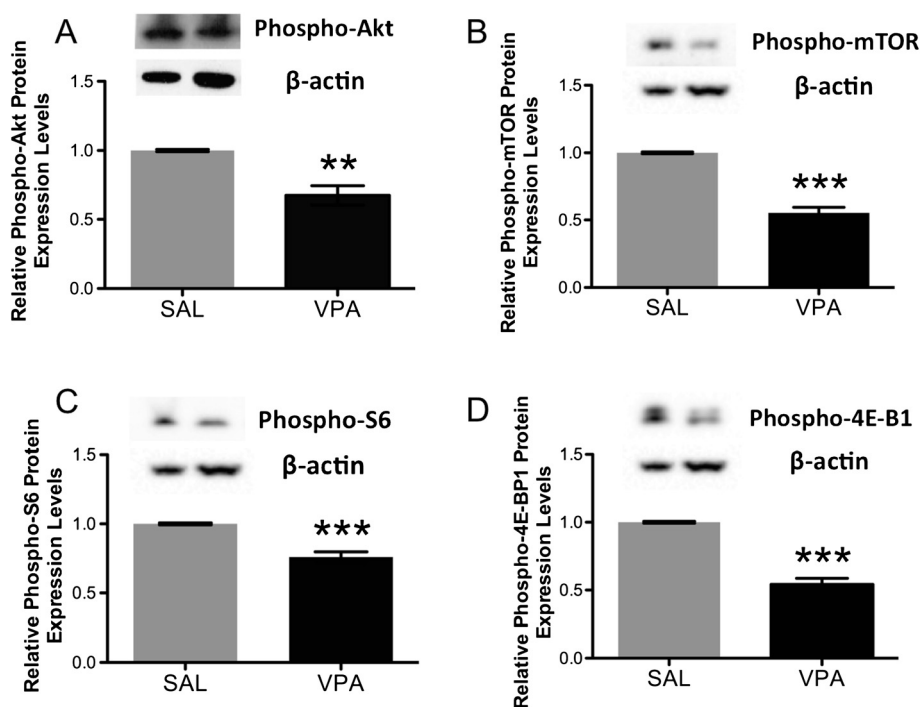 A
Phospho-Akt
β-actin
Relative Phospho-Akt Protein
Expression Levels
1.5
1.0
0.5
0.0
**
SAL
VPA
B
Phospho-mTOR
β-actin
Relative Phospho-mTOR Protein
Expression Levels
1.5
1.0
0.5
0.0
***
SAL
VPA
C
Phospho-S6
β-actin
Relative Phospho-S6 Protein
Expression Levels
1.5
1.0
0.5
0.0
***
SAL
VPA
D
Phospho-4E-B1
β-actin
Relative Phospho-4E-BP1 Protein
Expression Levels
1.5
1.0
0.5
0.0
***
SAL
VPA